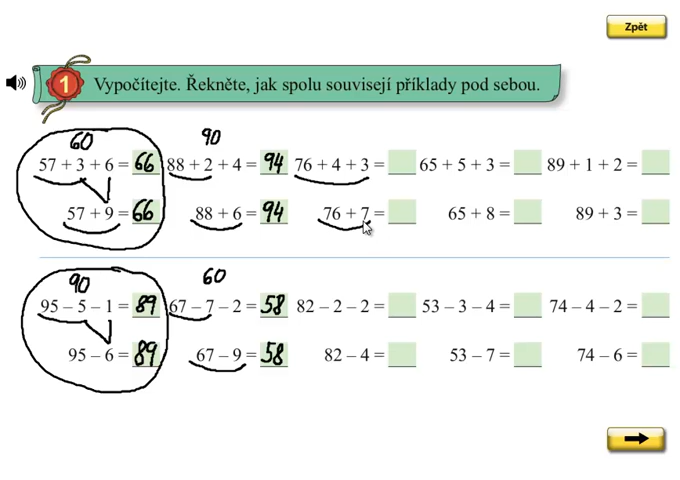 Zpět
1 Vypočítejte. Řekněte, jak spolu souvisejí příklady pod sebou.
60 90
57 + 3 + 6 = 66 88 + 2 + 4 = 94 76 + 4 + 3 = 65 + 5 + 3 = 89 + 1 + 2 =
57 + 9 = 66 88 + 6 = 94 76 + 7 = 65 + 8 = 89 + 3 =
90 60
95 – 5 – 1 = 89 67 – 7 – 2 = 58 82 – 2 – 2 = 53 – 3 – 4 = 74 – 4 – 2 =
95 – 6 = 89 67 – 9 = 58 82 – 4 = 53 – 7 = 74 – 6 =